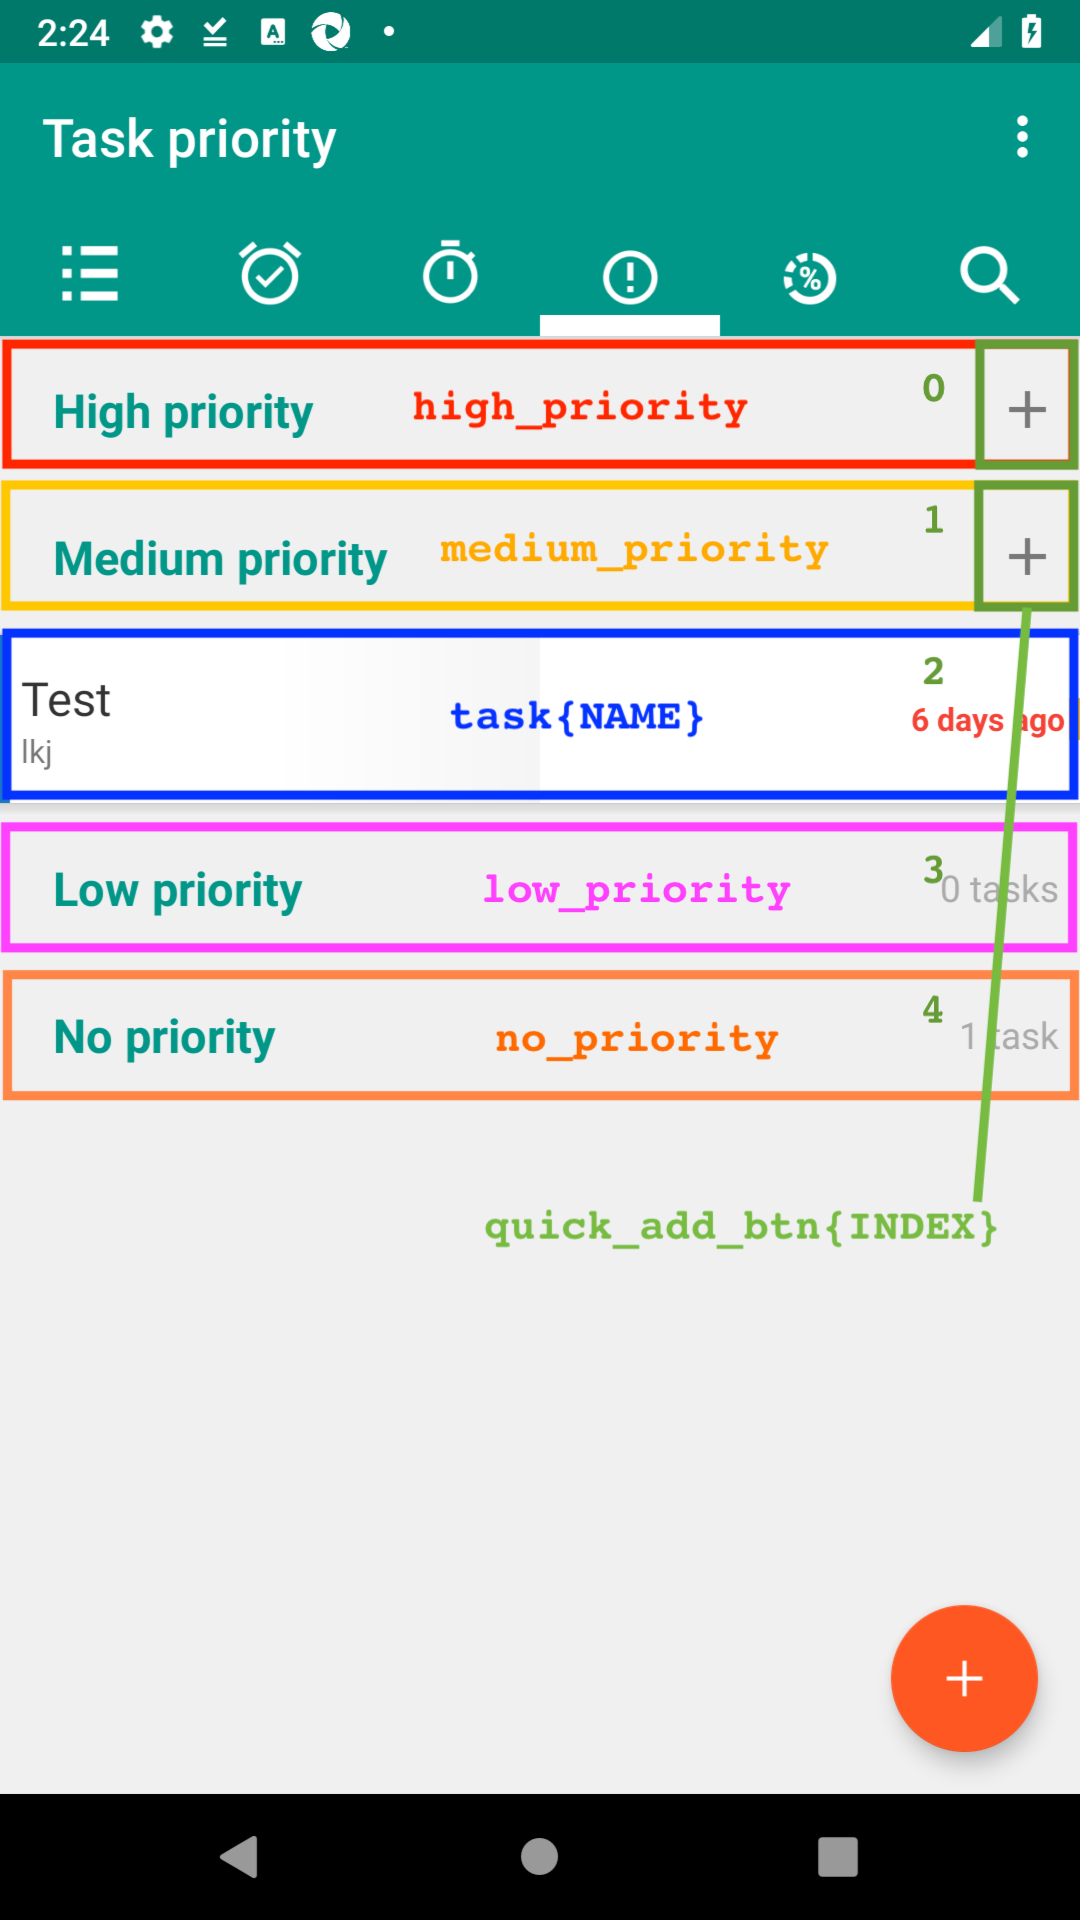 2:24
Task priority
High priority high_priority 0
Medium priority medium_priority 1
Test task{NAME} 2
6 days ago
lkj
Low priority low_priority 3 0 tasks
No priority no_priority 4 1 task
quick_add_btn{INDEX}